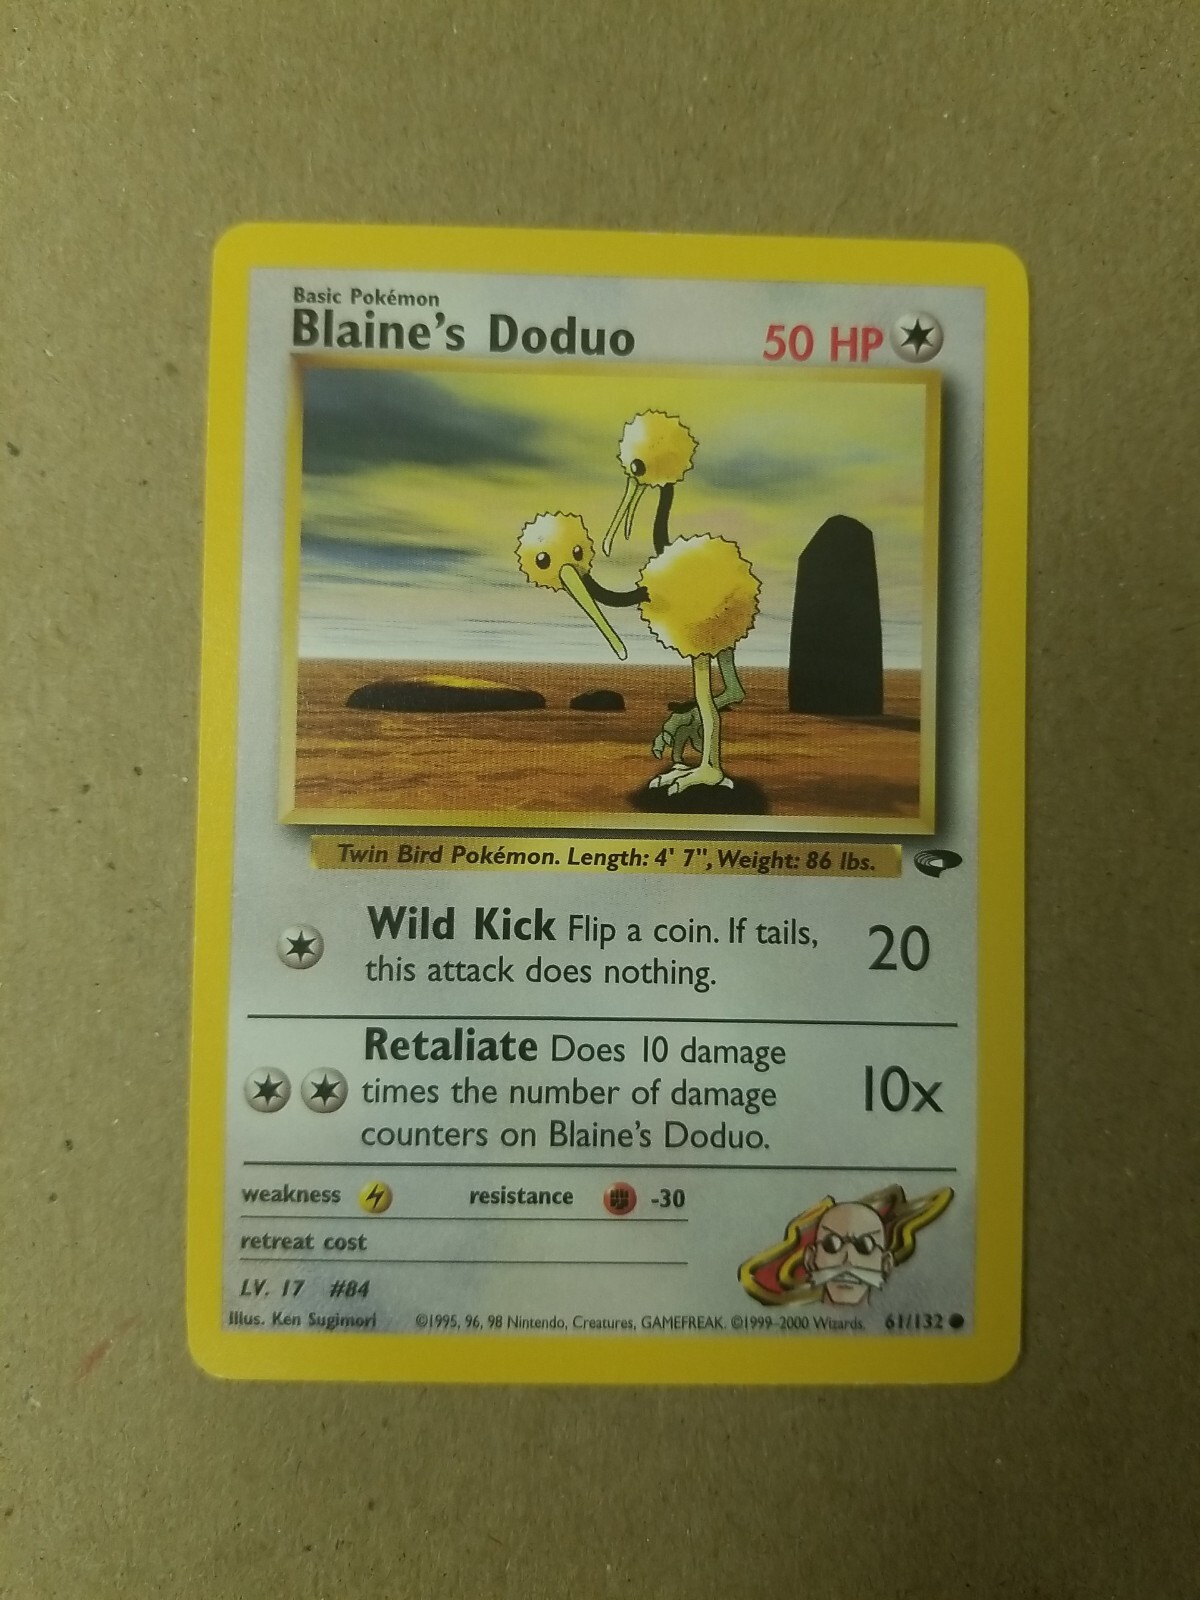 Basic Pokémon
Blaine's Doduo 50 HP
Twin Bird Pokémon. Length: 4' 7", Weight: 86 lbs.
Wild Kick Flip a coin. If tails, 20
this attack does nothing.
Retaliate Does 10 damage
times the number of damage 10x
counters on Blaine's Doduo.
weakness resistance -30
retreat cost
LV. 17 #84
Illus. Ken Sugimori ©1995, 96, 98 Nintendo, Creatures, GAMEFREAK. ©1999-2000 Wizards. 61/132